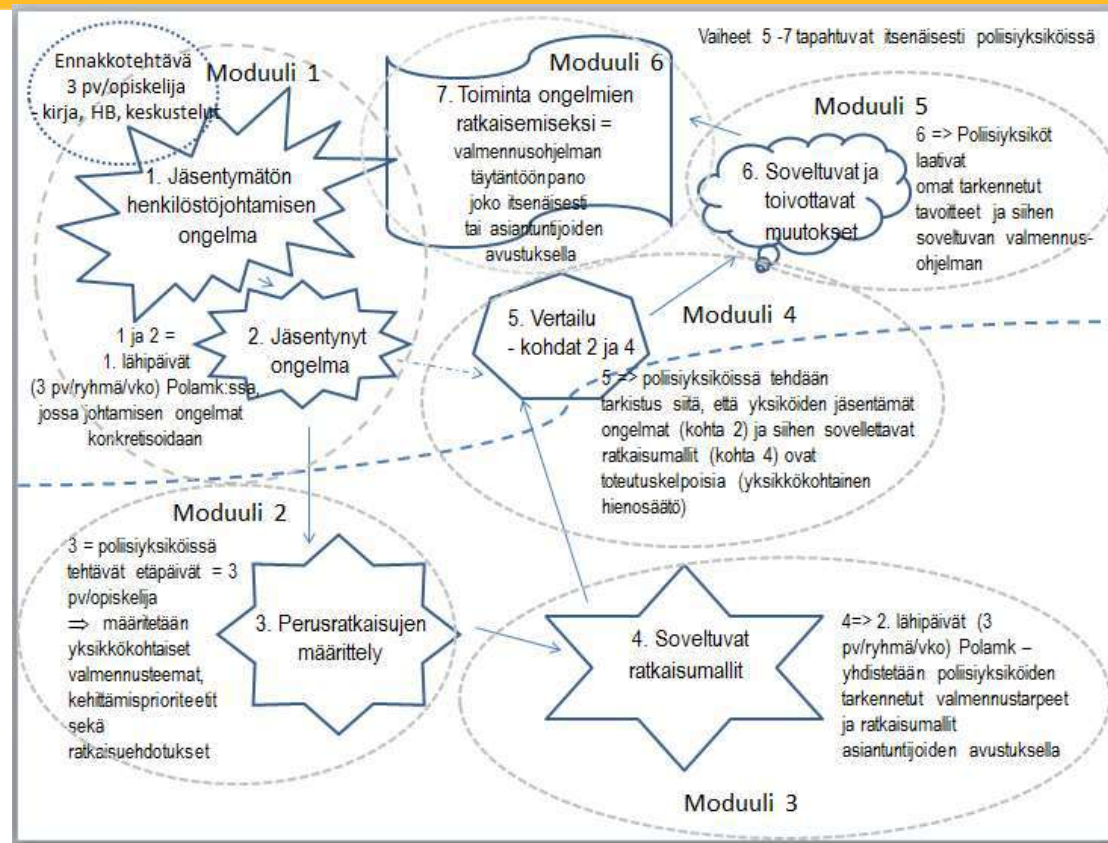 Ennakkotehtävä
3 pv/opiskelija
- kirja, HB, keskustelut
Moduuli 1
1. Jäsentymätön
henkilöstöjohtamisen
ongelma
2. Jäsentynyt
ongelma
1 ja 2 =
1. lähipäivät
(3 pv/ryhmä/vko) Polamk:ssa,
jossa johtamisen ongelmat
konkretisoidaan
Moduuli 6
7. Toiminta ongelmien
ratkaisemiseksi =
valmennusohjelman
täytäntöönpano
joko itsenäisesti
tai asiantuntijoiden
avustuksella
Vaiheet 5 -7 tapahtuvat itsenäisesti poliisiyksiköissä
Moduuli 5
6. Soveltuvat ja
toivottavat
muutokset
6 => Poliisiyksiköt
laativat
omat tarkennetut
tavoitteet ja siihen
soveltuvan valmennus-
ohjelman
Moduuli 4
5. Vertailu
- kohdat 2 ja 4
5 => poliisiyksiköissä tehdään
tarkistus siitä, että yksiköiden jäsentämät
ongelmat (kohta 2) ja siihen sovellettavat
ratkaisumallit (kohta 4) ovat
toteutuskelpoisia (yksikkökohtainen
hienosäätö)
Moduuli 2
3 = poliisiyksiköissä
tehtävät etäpäivät = 3
pv/opiskelija
⇒ määritetään
yksikkökohtaiset
valmennusteemat,
kehittämisprioriteetit
sekä
ratkaisuehdotukset
3. Perusratkaisujen
määrittely
4. Soveltuvat
ratkaisumallit
4=> 2. lähipäivät (3
pv/ryhmä/vko) Polamk –
yhdistetään poliisiyksiköiden
tarkennetut valmennustarpeet
ja ratkaisumallit
asiantuntijoiden avustuksella
Moduuli 3